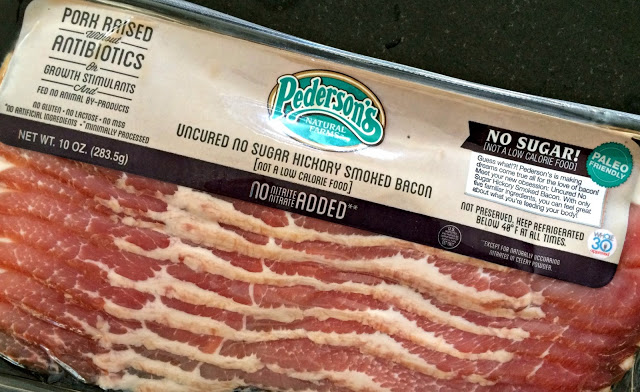 PORK RAISED
Without
ANTIBIOTICS
Or
GROWTH STIMULANTS
And
FED NO ANIMAL BY-PRODUCTS
NO GLUTEN • NO LACTOSE • NO MSG
*NO ARTIFICIAL INGREDIENTS • *MINIMALLY PROCESSED
NET WT. 10 OZ. (283.5g)
Pederson's
NATURAL
FARMS
UNCURED NO SUGAR HICKORY SMOKED BACON
[NOT A LOW CALORIE FOOD]
NO NITRITE NITRATE ADDED**
NO SUGAR!
[NOT A LOW CALORIE FOOD]
Guess what!?! Pederson's is making
dreams come true all for the love of bacon!
Meet your new obsession: Uncured No
Sugar Hickory Smoked Bacon. With only
five familiar ingredients, you can feel great
about what you're feeding your body!
PALEO
FRIENDLY
NOT PRESERVED, KEEP REFRIGERATED
BELOW 40° F AT ALL TIMES.
WHOLE
30
*EXCEPT FOR NATURALLY OCCURRING
NITRATES OF CELERY POWDER.